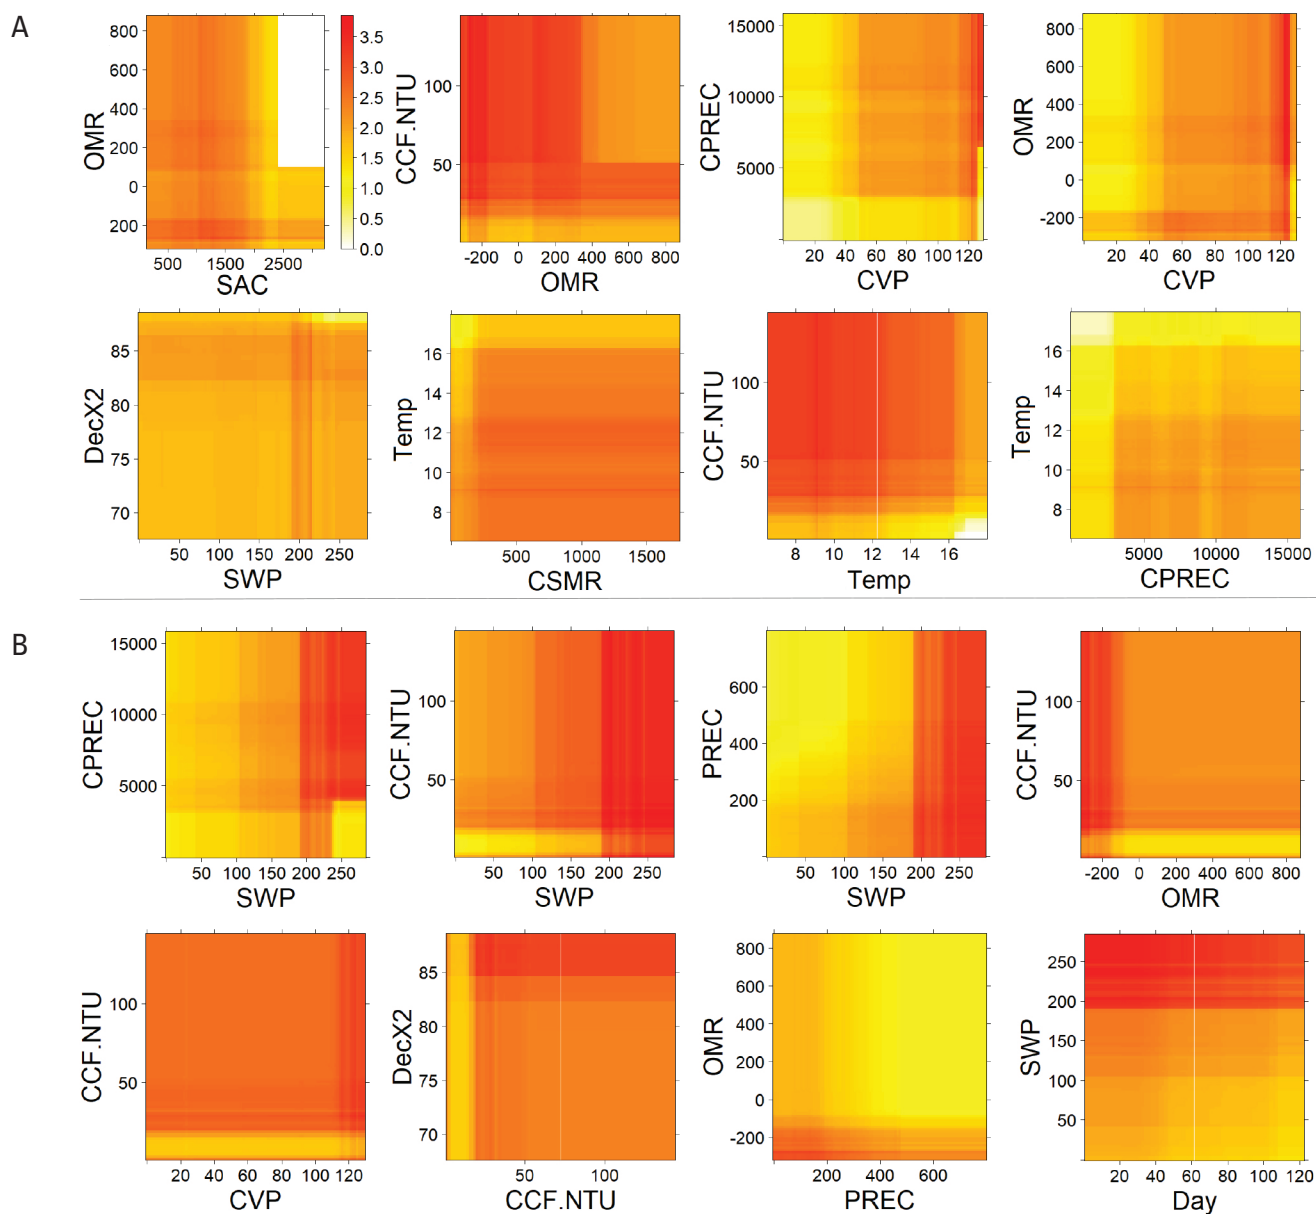 A
OMR
800
600
400
200
0
200
500 1500 2500
SAC
3.5
3.0
2.5
2.0
1.5
1.0
0.5
0.0
CCF.NTU
100
50
-200 0 200 400 600 800
OMR
CPREC
15000
10000
5000
20 40 60 80 100 120
CVP
OMR
800
600
400
200
0
-200
20 40 60 80 100 120
CVP
DecX2
85
80
75
70
50 100 150 200 250
SWP
Temp
16
14
12
10
8
500 1000 1500
CSMR
CCF.NTU
100
50
8 10 12 14 16
Temp
Temp
16
14
12
10
8
5000 10000 15000
CPREC
B
CPREC
15000
10000
5000
50 100 150 200 250
SWP
CCF.NTU
100
50
50 100 150 200 250
SWP
PREC
600
400
200
50 100 150 200 250
SWP
CCF.NTU
100
50
-200 0 200 400 600 800
OMR
CCF.NTU
100
50
20 40 60 80 100 120
CVP
DecX2
85
80
75
70
50 100
CCF.NTU
OMR
800
600
400
200
0
-200
200 400 600
PREC
SWP
250
200
150
100
50
20 40 60 80 100 120
Day